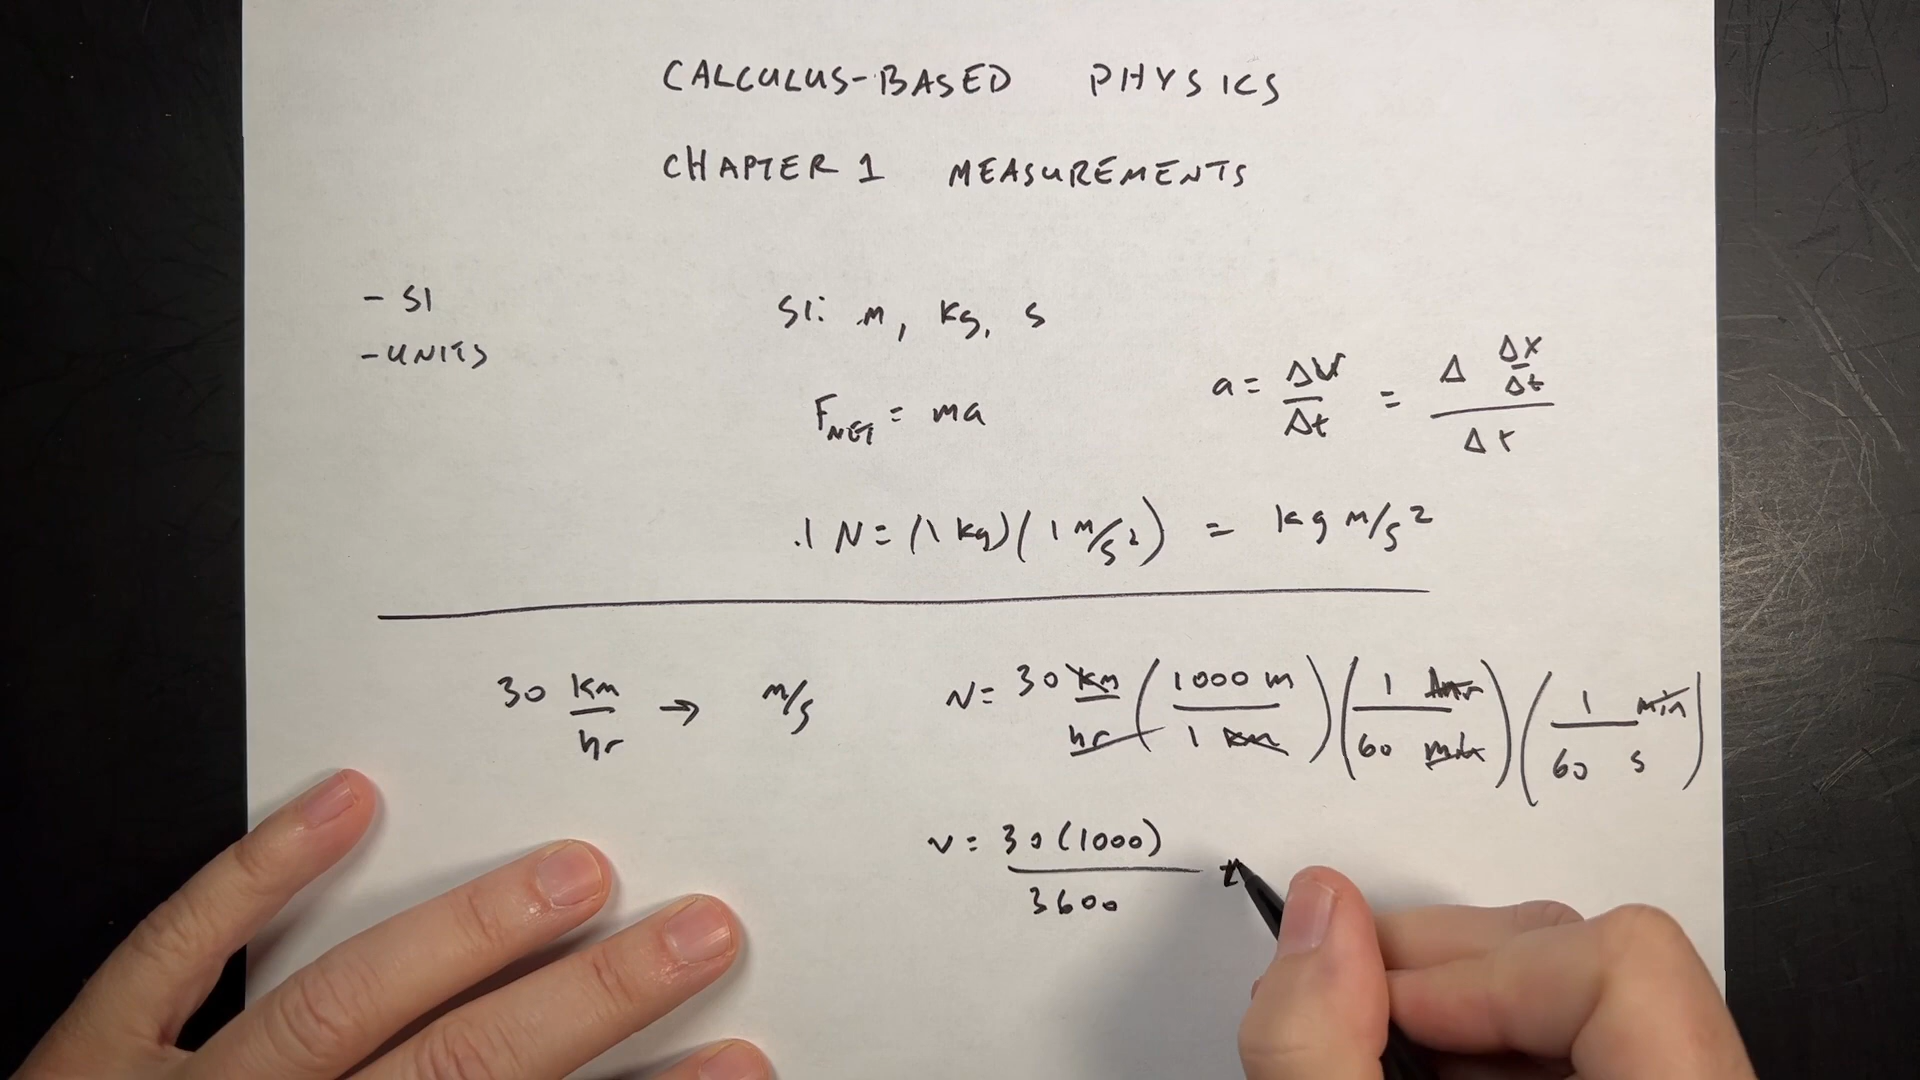 CALCULUS-BASED PHYSICS
CHAPTER 1 MEASUREMENTS
- SI
- UNITS
SI: m, kg, s
F_NET = ma
a = Δv/Δt = Δ Δx/Δt / Δt
1 N = (1 kg)(1 m/s²) = kg m/s²
30 km/hr → m/s
v = 30 km/hr (1000 m / 1 km)(1 hr / 60 min)(1 min / 60 s)
v = 30(1000) / 3600